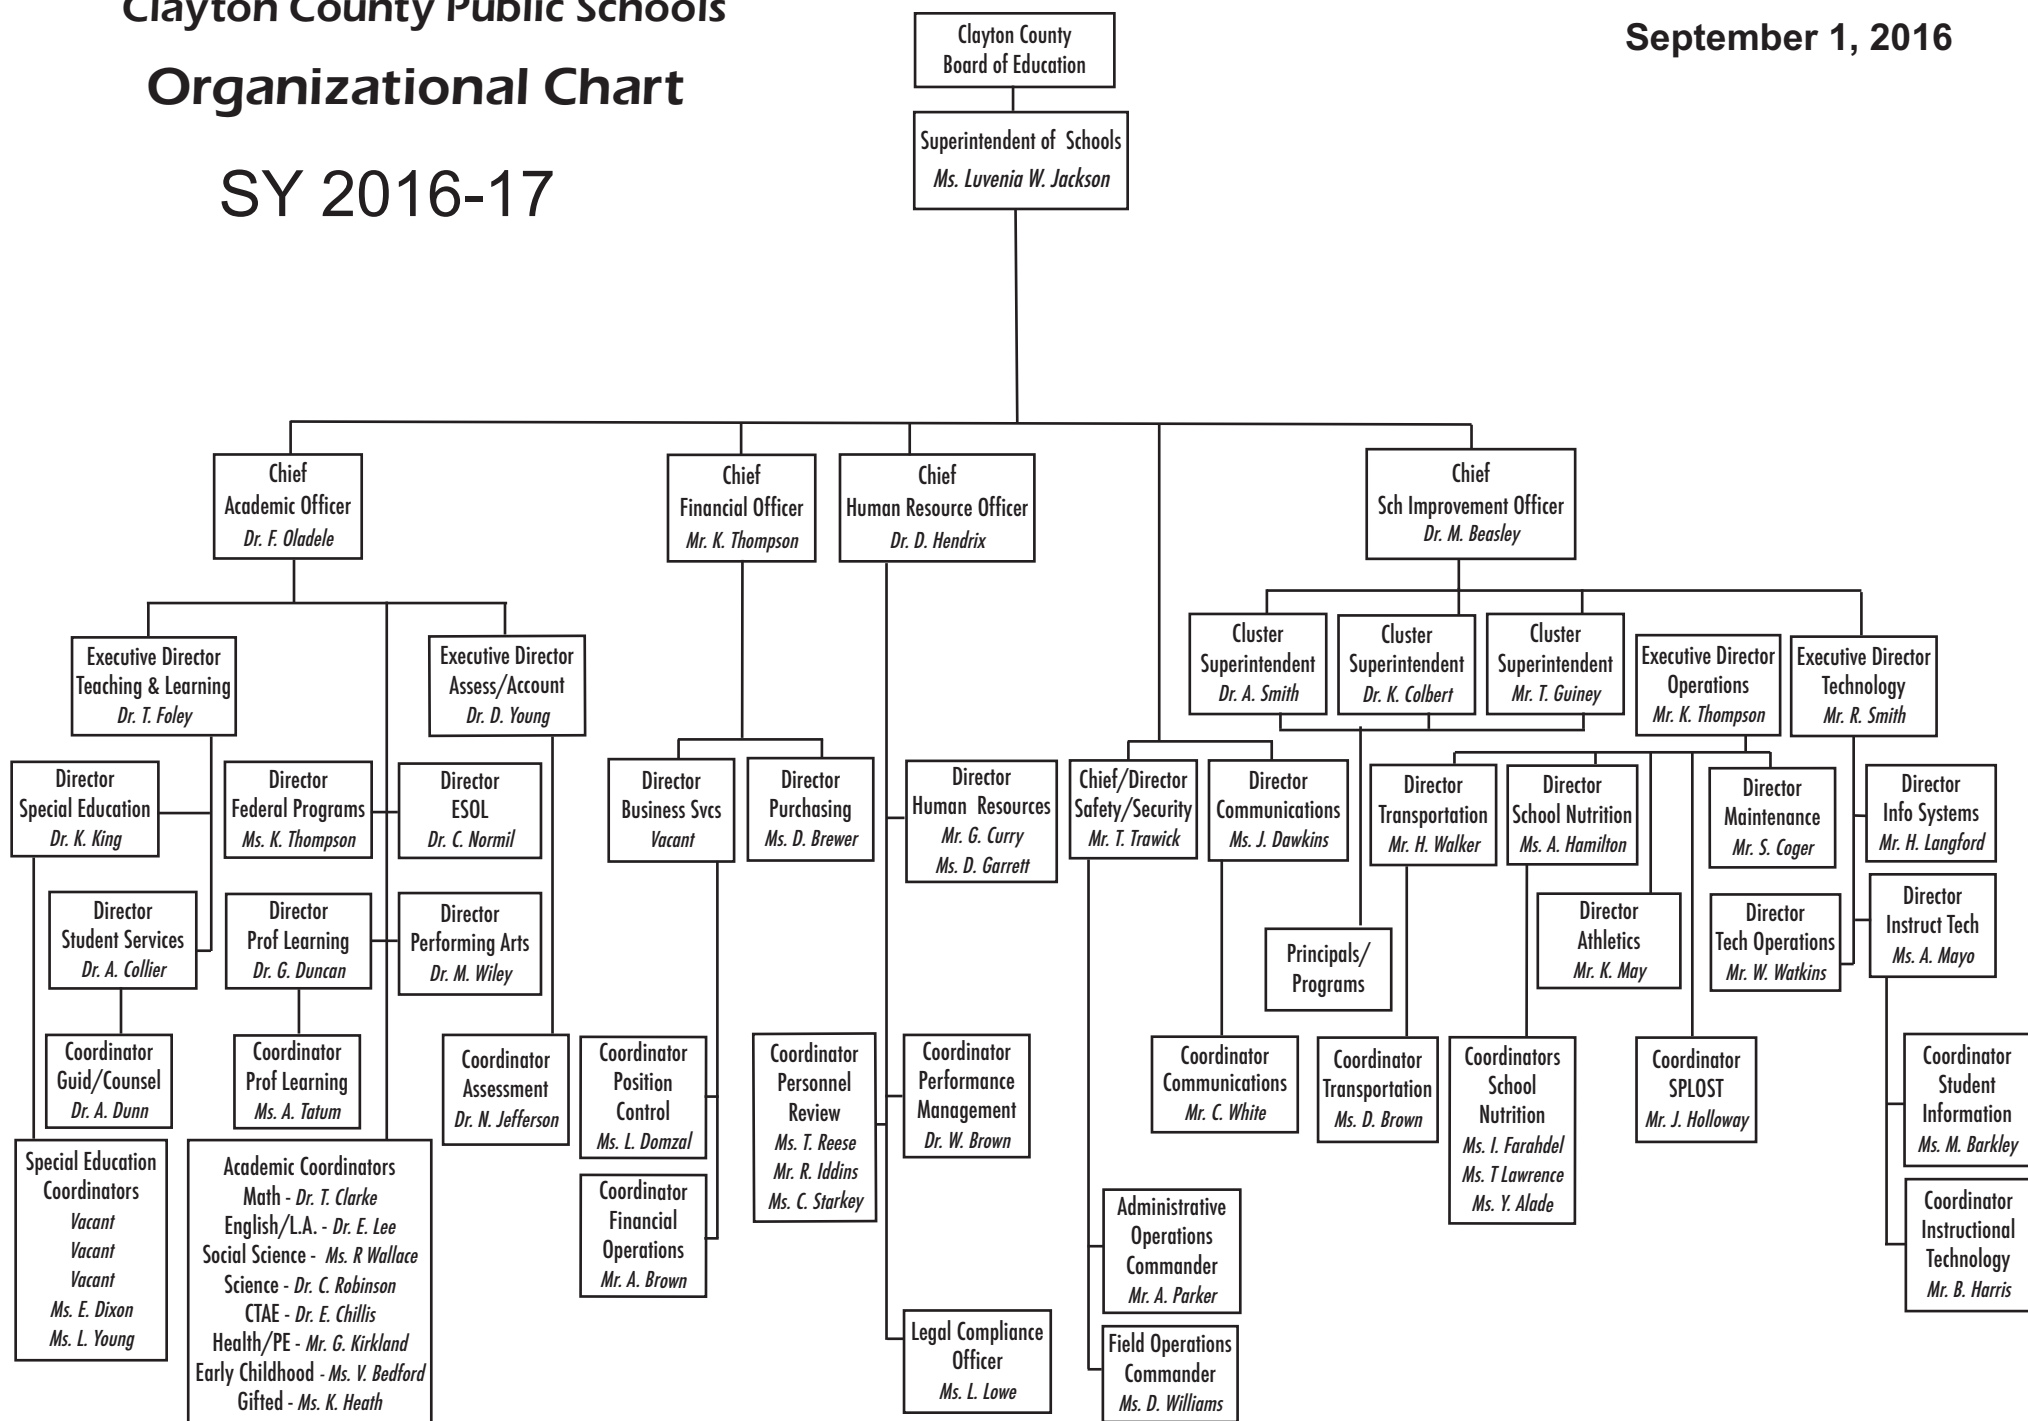 Clayton County Public Schools
Organizational Chart
SY 2016-17
September 1, 2016
Clayton County
Board of Education
Superintendent of Schools
Ms. Luvenia W. Jackson
Chief
Academic Officer
Dr. F. Oladele
Chief
Financial Officer
Mr. K. Thompson
Chief
Human Resource Officer
Dr. D. Hendrix
Chief
Sch Improvement Officer
Dr. M. Beasley
Executive Director
Teaching & Learning
Dr. T. Foley
Executive Director
Assess/Account
Dr. D. Young
Cluster
Superintendent
Dr. A. Smith
Cluster
Superintendent
Dr. K. Colbert
Cluster
Superintendent
Mr. T. Guiney
Executive Director
Operations
Mr. K. Thompson
Executive Director
Technology
Mr. R. Smith
Director
Special Education
Dr. K. King
Director
Federal Programs
Ms. K. Thompson
Director
ESOL
Dr. C. Normil
Director
Business Svcs
Vacant
Director
Purchasing
Ms. D. Brewer
Director
Human Resources
Mr. G. Curry
Ms. D. Garrett
Chief/Director
Safety/Security
Mr. T. Trawick
Director
Communications
Ms. J. Dawkins
Director
Transportation
Mr. H. Walker
Director
School Nutrition
Ms. A. Hamilton
Director
Maintenance
Mr. S. Coger
Director
Info Systems
Mr. H. Langford
Director
Student Services
Dr. A. Collier
Director
Prof Learning
Dr. G. Duncan
Director
Performing Arts
Dr. M. Wiley
Principals/
Programs
Director
Athletics
Mr. K. May
Director
Tech Operations
Mr. W. Watkins
Director
Instruct Tech
Ms. A. Mayo
Coordinator
Guid/Counsel
Dr. A. Dunn
Coordinator
Prof Learning
Ms. A. Tatum
Coordinator
Assessment
Dr. N. Jefferson
Coordinator
Position
Control
Ms. L. Domzal
Coordinator
Personnel
Review
Ms. T. Reese
Mr. R. Iddins
Ms. C. Starkey
Coordinator
Performance
Management
Dr. W. Brown
Coordinator
Communications
Mr. C. White
Coordinator
Transportation
Ms. D. Brown
Coordinators
School
Nutrition
Ms. I. Farahdel
Ms. T Lawrence
Ms. Y. Alade
Coordinator
SPLOST
Mr. J. Holloway
Coordinator
Student
Information
Ms. M. Barkley
Special Education
Coordinators
Vacant
Vacant
Vacant
Ms. E. Dixon
Ms. L. Young
Academic Coordinators
Math - Dr. T. Clarke
English/L.A. - Dr. E. Lee
Social Science - Ms. R Wallace
Science - Dr. C. Robinson
CTAE - Dr. E. Chillis
Health/PE - Mr. G. Kirkland
Early Childhood - Ms. V. Bedford
Gifted - Ms. K. Heath
Coordinator
Financial
Operations
Mr. A. Brown
Administrative
Operations
Commander
Mr. A. Parker
Coordinator
Instructional
Technology
Mr. B. Harris
Legal Compliance
Officer
Ms. L. Lowe
Field Operations
Commander
Ms. D. Williams